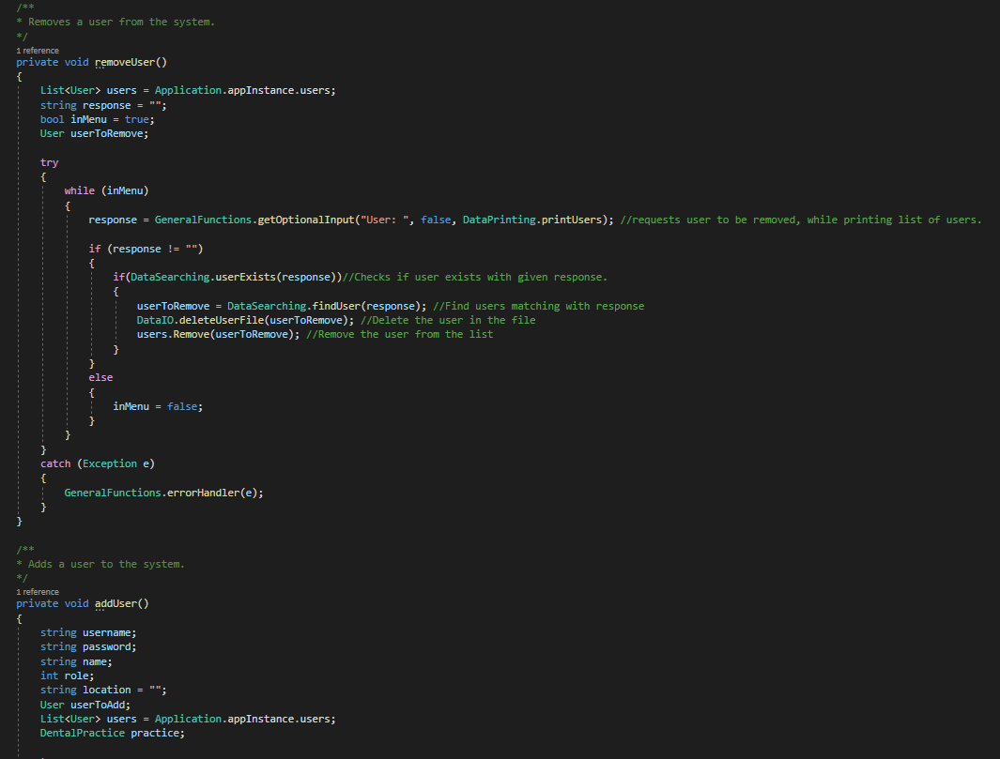 /**
* Removes a user from the system.
*/
1 reference
private void removeUser()
{
List<User> users = Application.appInstance.users;
string response = "";
bool inMenu = true;
User userToRemove;
try
{
while (inMenu)
{
response = GeneralFunctions.getOptionalInput("User: ", false, DataPrinting.printUsers); //requests user to be removed, while printing list of users.
if (response != "")
{
if(DataSearching.userExists(response))//Checks if user exists with given response.
{
userToRemove = DataSearching.findUser(response); //Find users matching with response
DataIO.deleteUserFile(userToRemove); //Delete the user in the file
users.Remove(userToRemove); //Remove the user from the list
}
}
else
{
inMenu = false;
}
}
}
catch (Exception e)
{
GeneralFunctions.errorHandler(e);
}
}
/**
* Adds a user to the system.
*/
1 reference
private void addUser()
{
string username;
string password;
string name;
int role;
string location = "";
User userToAdd;
List<User> users = Application.appInstance.users;
DentalPractice practice;